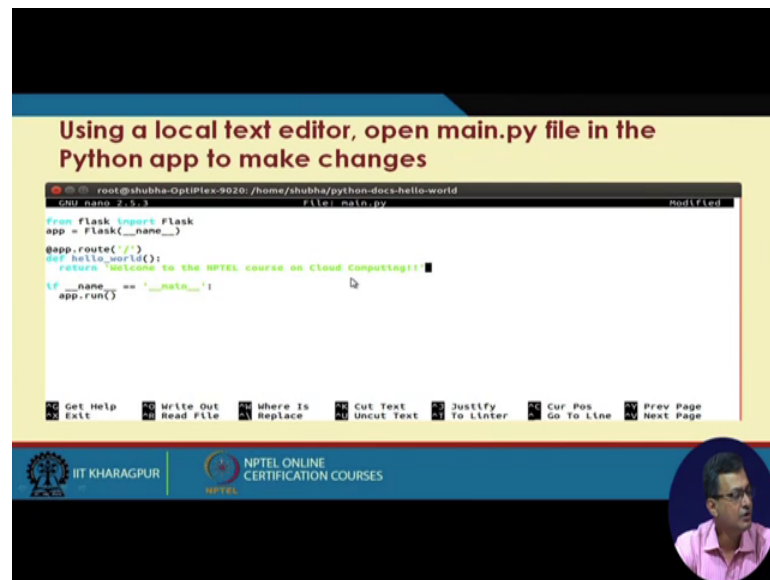 Using a local text editor, open main.py file in the
Python app to make changes
root@shubha-OptiPlex-9020: /home/shubha/python-docs-hello-world
GNU nano 2.5.3 File: main.py Modified
from flask import Flask
app = Flask(__name__)
@app.route('/')
def hello_world():
return 'Welcome to the NPTEL course on Cloud Computing!!'
if __name__ == '__main__':
app.run()
^G Get Help ^O Write Out ^W Where Is ^K Cut Text ^J Justify ^C Cur Pos ^Y Prev Page
^X Exit ^R Read File ^\ Replace ^U Uncut Text ^T To Linter ^_ Go To Line ^V Next Page
IIT KHARAGPUR
NPTEL
NPTEL ONLINE
CERTIFICATION COURSES